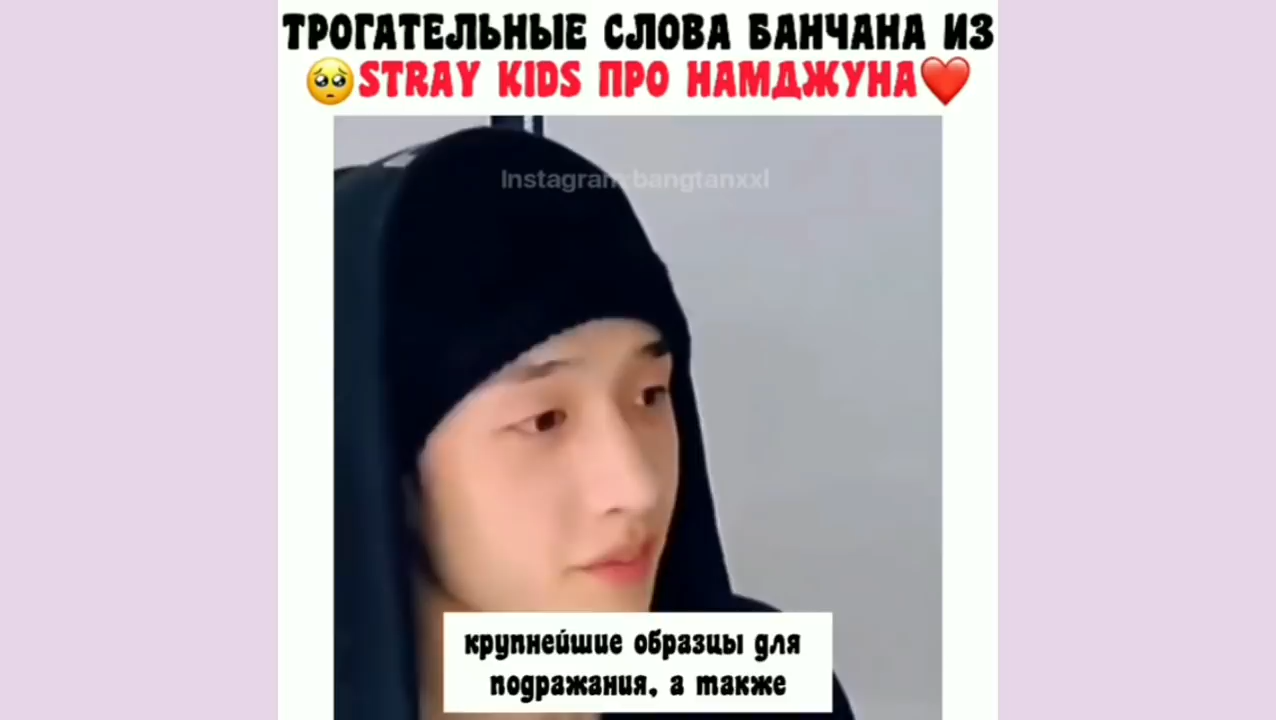 ТРОГАТЕЛЬНЫЕ СЛОВА БАНЧАНА ИЗ
🥺STRAY KIDS ПРО НАМДЖУНА❤️
Instagram bangtanxxl
крупнейшие образцы для
подражания, а также